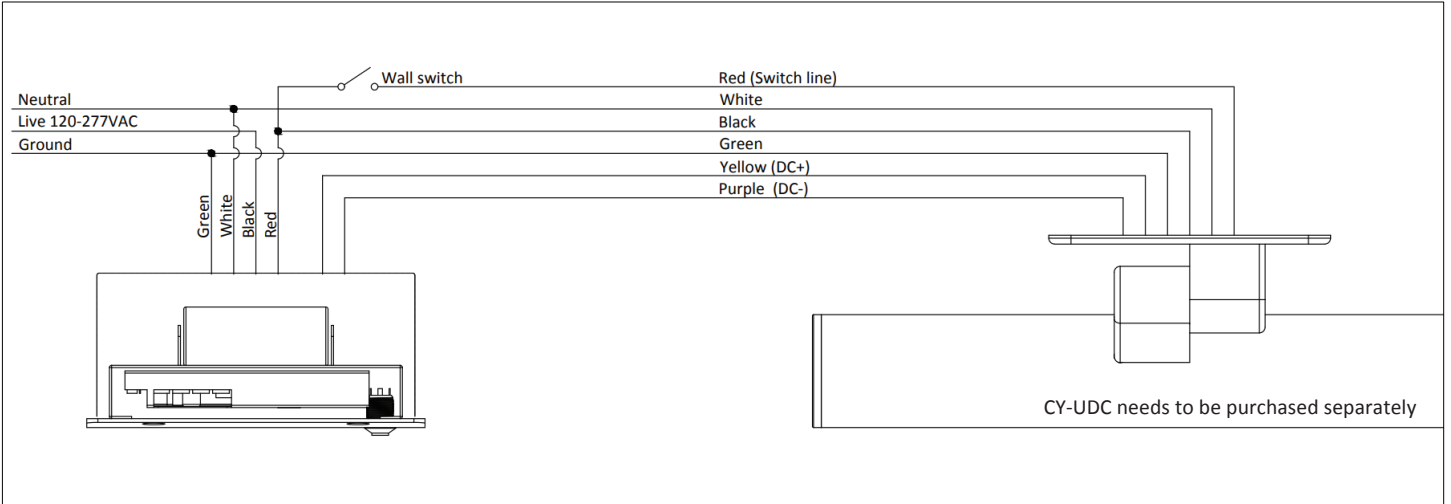 Wall switch
Red (Switch line)
Neutral
White
Live 120-277VAC
Black
Ground
Green
Yellow (DC+)
Purple (DC-)
Green
White
Black
Red
CY-UDC needs to be purchased separately